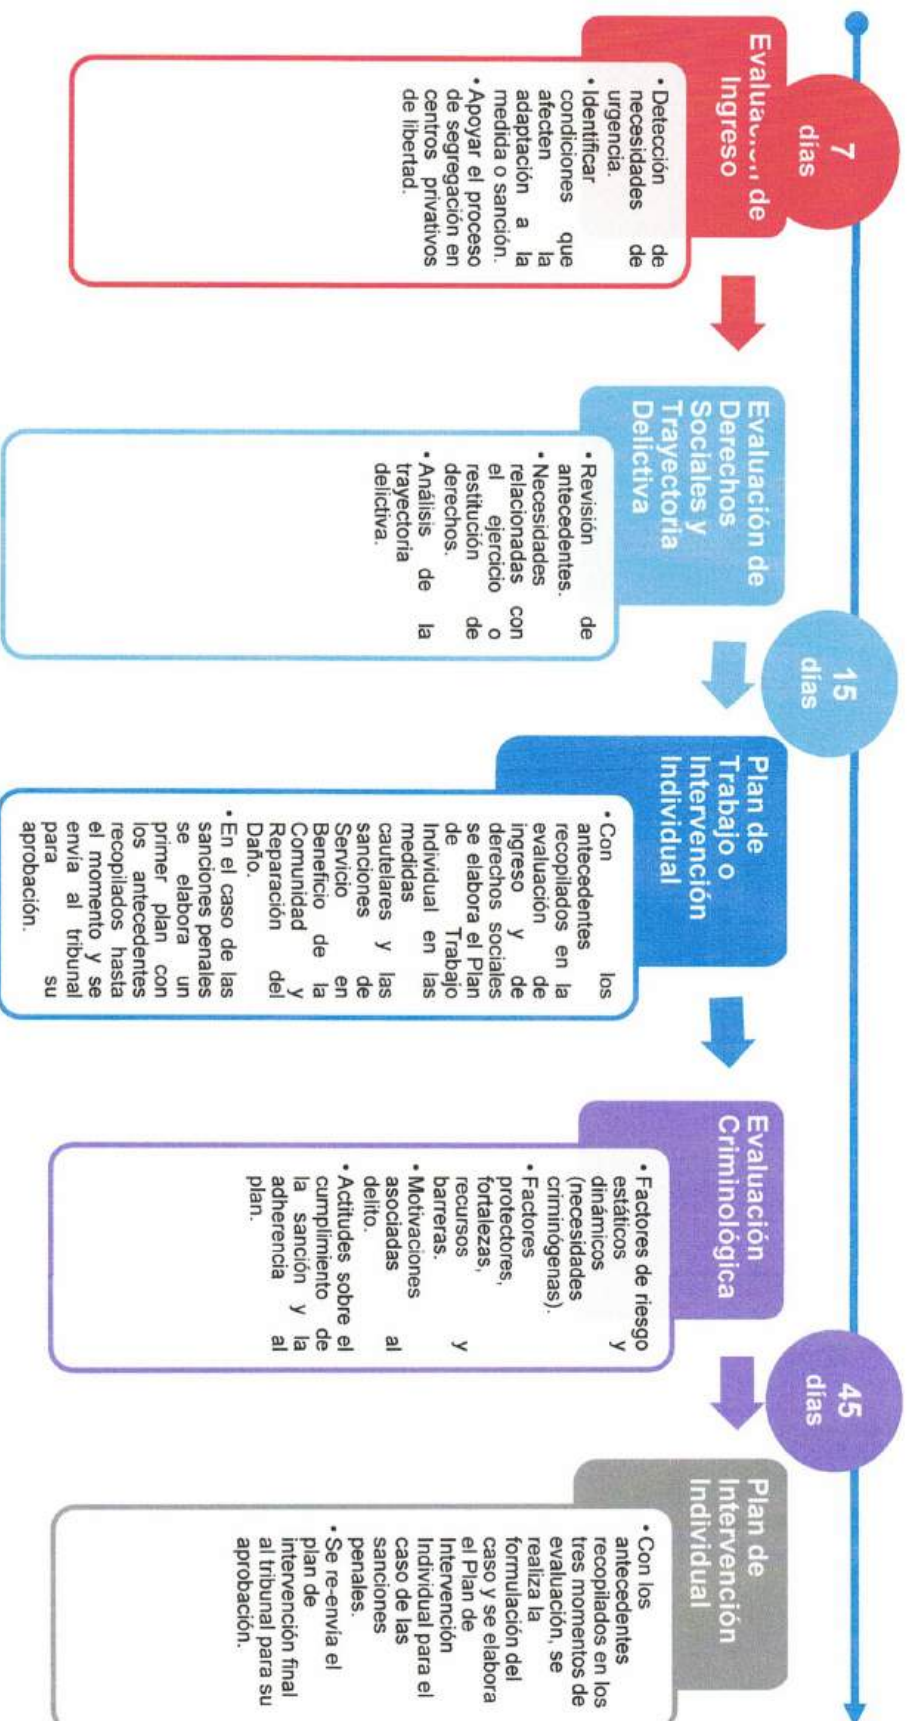 7
días
Evaluación de
Ingreso
• Detección de
necesidades de
urgencia.
• Identificar
condiciones que
afecten la
adaptación a la
medida o sanción.
• Apoyar el proceso
de segregación en
centros privativos
de libertad.
Evaluación de
Derechos
Sociales y
Trayectoria
Delictiva
• Revisión de
antecedentes.
• Necesidades
relacionadas con
el ejercicio o
restitución de
derechos.
• Análisis de la
trayectoria
delictiva.
15
días
Plan de
Trabajo o
Intervención
Individual
• Con los
antecedentes
recopilados en la
evaluación de
ingreso y de
derechos sociales
se elabora el Plan
de Trabajo
Individual en las
medidas
cautelares y las
sanciones de
Servicio en
Beneficio de la
Comunidad y
Reparación del
Daño.
• En el caso de las
sanciones penales
se elabora un
primer plan con
los antecedentes
recopilados hasta
el momento y se
envía al tribunal
para su
aprobación.
Evaluación
Criminológica
• Factores de riesgo
estáticos y
dinámicos
(necesidades
criminógenas).
• Factores
protectores,
fortalezas,
recursos y
barreras.
• Motivaciones
asociadas al
delito.
• Actitudes sobre el
cumplimiento de
la sanción y la
adherencia al
plan.
45
días
Plan de
Intervención
Individual
• Con los
antecedentes
recopilados en los
tres momentos de
evaluación, se
realiza la
formulación del
caso y se elabora
el Plan de
Intervención
Individual para el
caso de las
sanciones
penales.
• Se re-envía el
plan de
intervención final
al tribunal para su
aprobación.